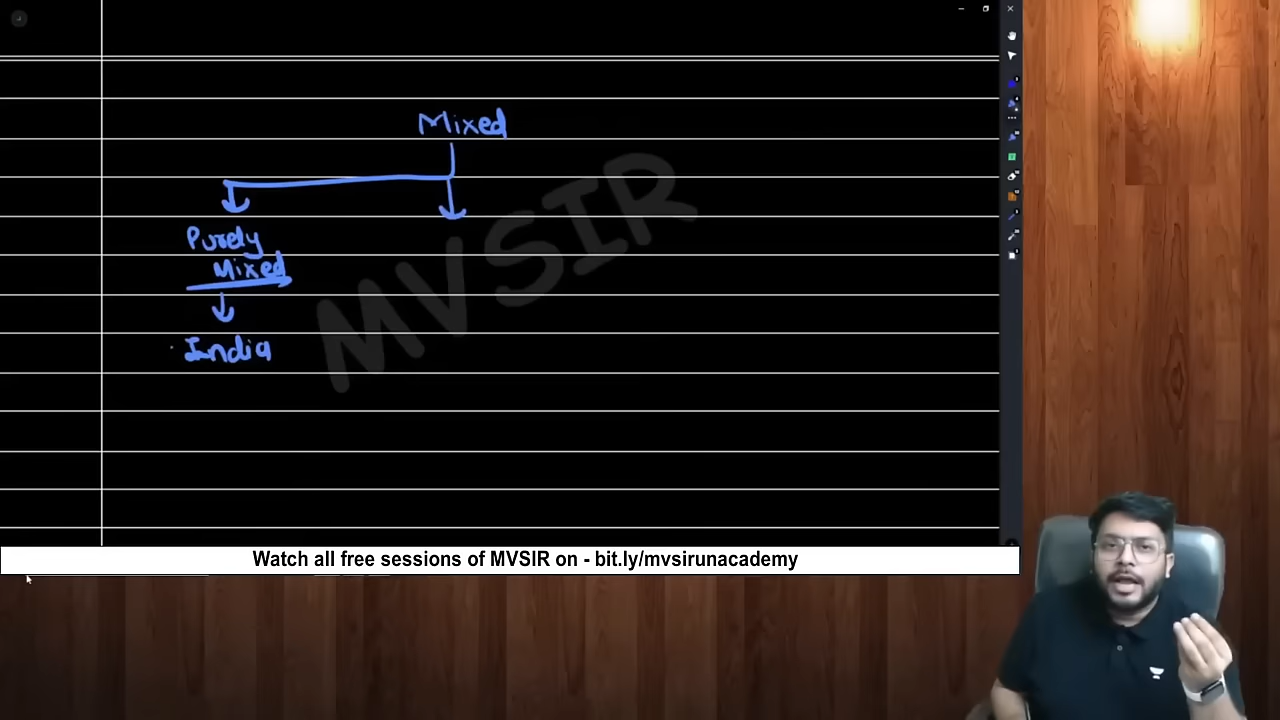 Mixed
Purely
Mixed
India
MVSIR
Watch all free sessions of MVSIR on - bit.ly/mvsirunacademy